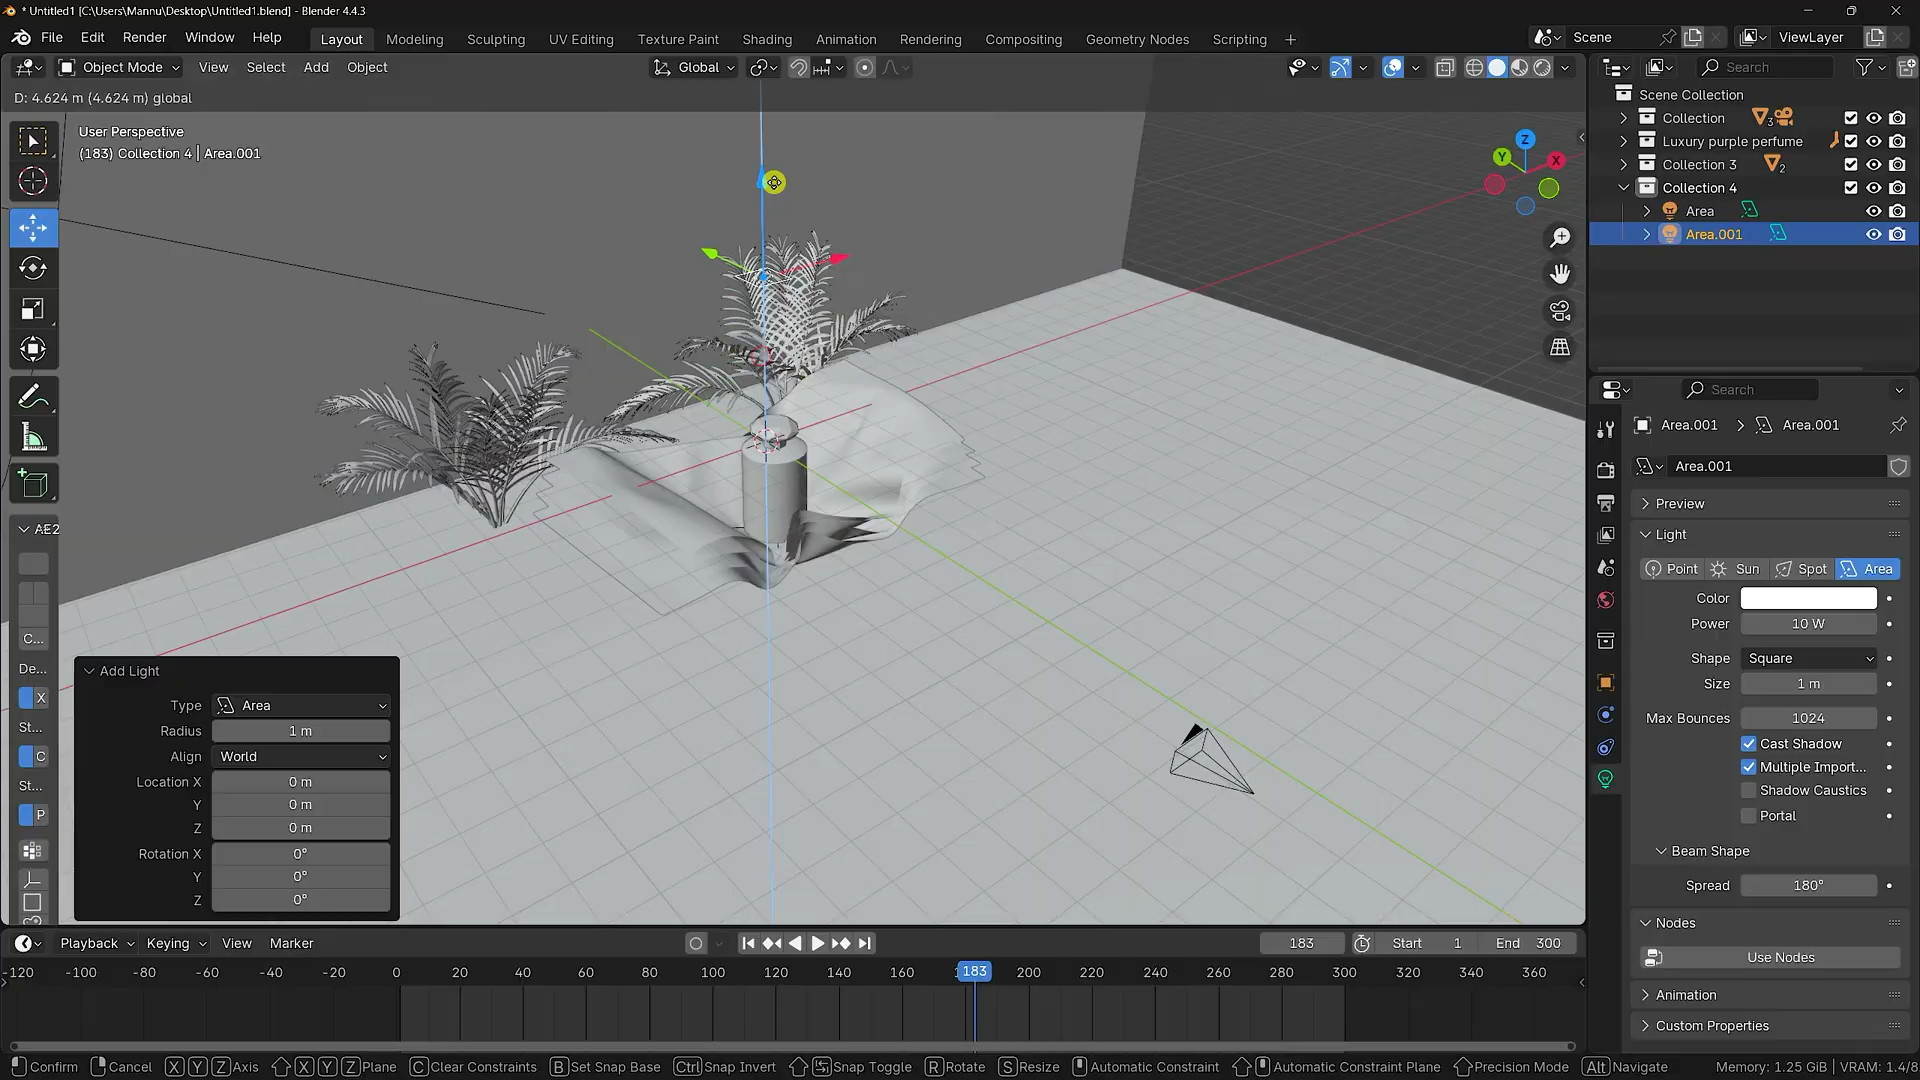 * Untitled1 [C:\Users\Mannu\Desktop\Untitled1.blend] - Blender 4.4.3
File Edit Render Window Help
Layout Modeling Sculpting UV Editing Texture Paint Shading Animation Rendering Compositing Geometry Nodes Scripting +
Scene
ViewLayer
Object Mode View Select Add Object
Global
Search
D: 4.624 m (4.624 m) global
User Perspective
(183) Collection 4 | Area.001
Z
Y
X
Scene Collection
Collection 3
Luxury purple perfume
Collection 3 2
Collection 4
Area
Area.001
Search
Area.001 Area.001
Area.001
Preview
Light
Point Sun Spot Area
Color
Power 10 W
Shape Square
Size 1 m
Max Bounces 1024
Cast Shadow
Multiple Import...
Shadow Caustics
Portal
Beam Shape
Spread 180°
Nodes
Use Nodes
Animation
Custom Properties
AE2
C...
De...
X
St...
C
St...
P
Add Light
Type Area
Radius 1 m
Align World
Location X 0 m
Y 0 m
Z 0 m
Rotation X 0°
Y 0°
Z 0°
Playback Keying View Marker
183 Start 1 End 300
-120 -100 -80 -60 -40 -20 0 20 40 60 80 100 120 140 160 183 200 220 240 260 280 300 320 340 360
Confirm Cancel X Y Z Axis X Y Z Plane C Clear Constraints B Set Snap Base Ctrl Snap Invert Snap Toggle R Rotate S Resize Automatic Constraint Automatic Constraint Plane Precision Mode Alt Navigate Memory: 1.25 GiB | VRAM: 1.4/8